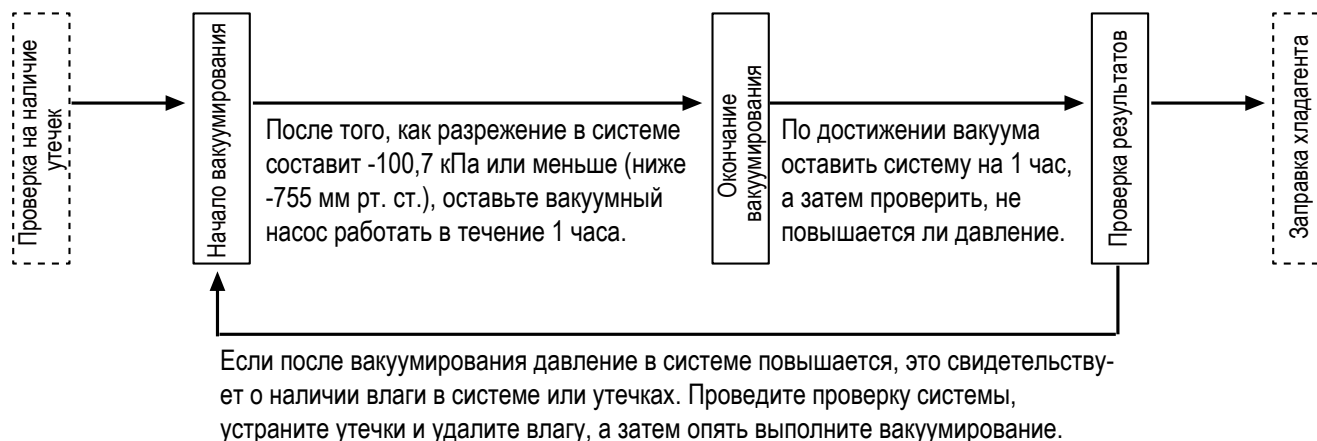 Проверка на наличие
утечек
Начало вакуумирования
После того, как разрежение в системе
составит -100,7 кПа или меньше (ниже
-755 мм рт. ст.), оставьте вакуумный
насос работать в течение 1 часа.
Окончание
вакуумирования
По достижении вакуума
оставить систему на 1 час,
а затем проверить, не
повышается ли давление.
Проверка результатов
Заправка хладагента
Если после вакуумирования давление в системе повышается, это свидетельству-
ет о наличии влаги в системе или утечках. Проведите проверку системы,
устраните утечки и удалите влагу, а затем опять выполните вакуумирование.